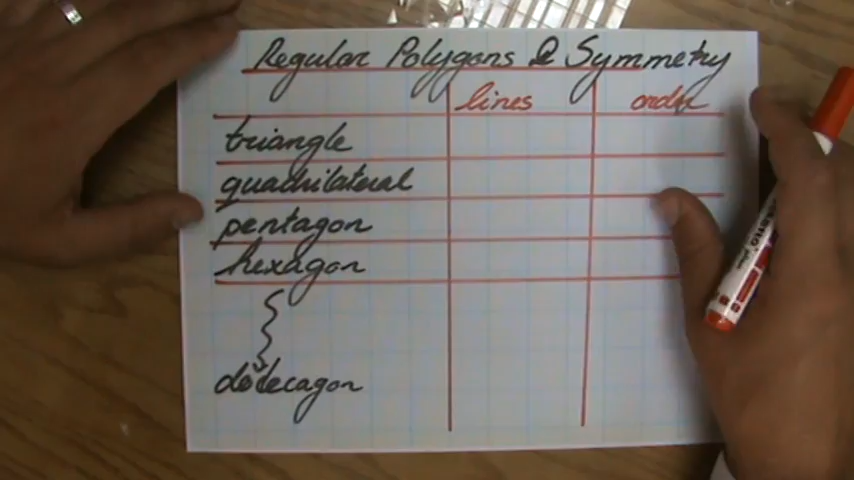 Regular Polygons & Symmetry
lines order
triangle
quadrilateral
pentagon
hexagon
dodecagon